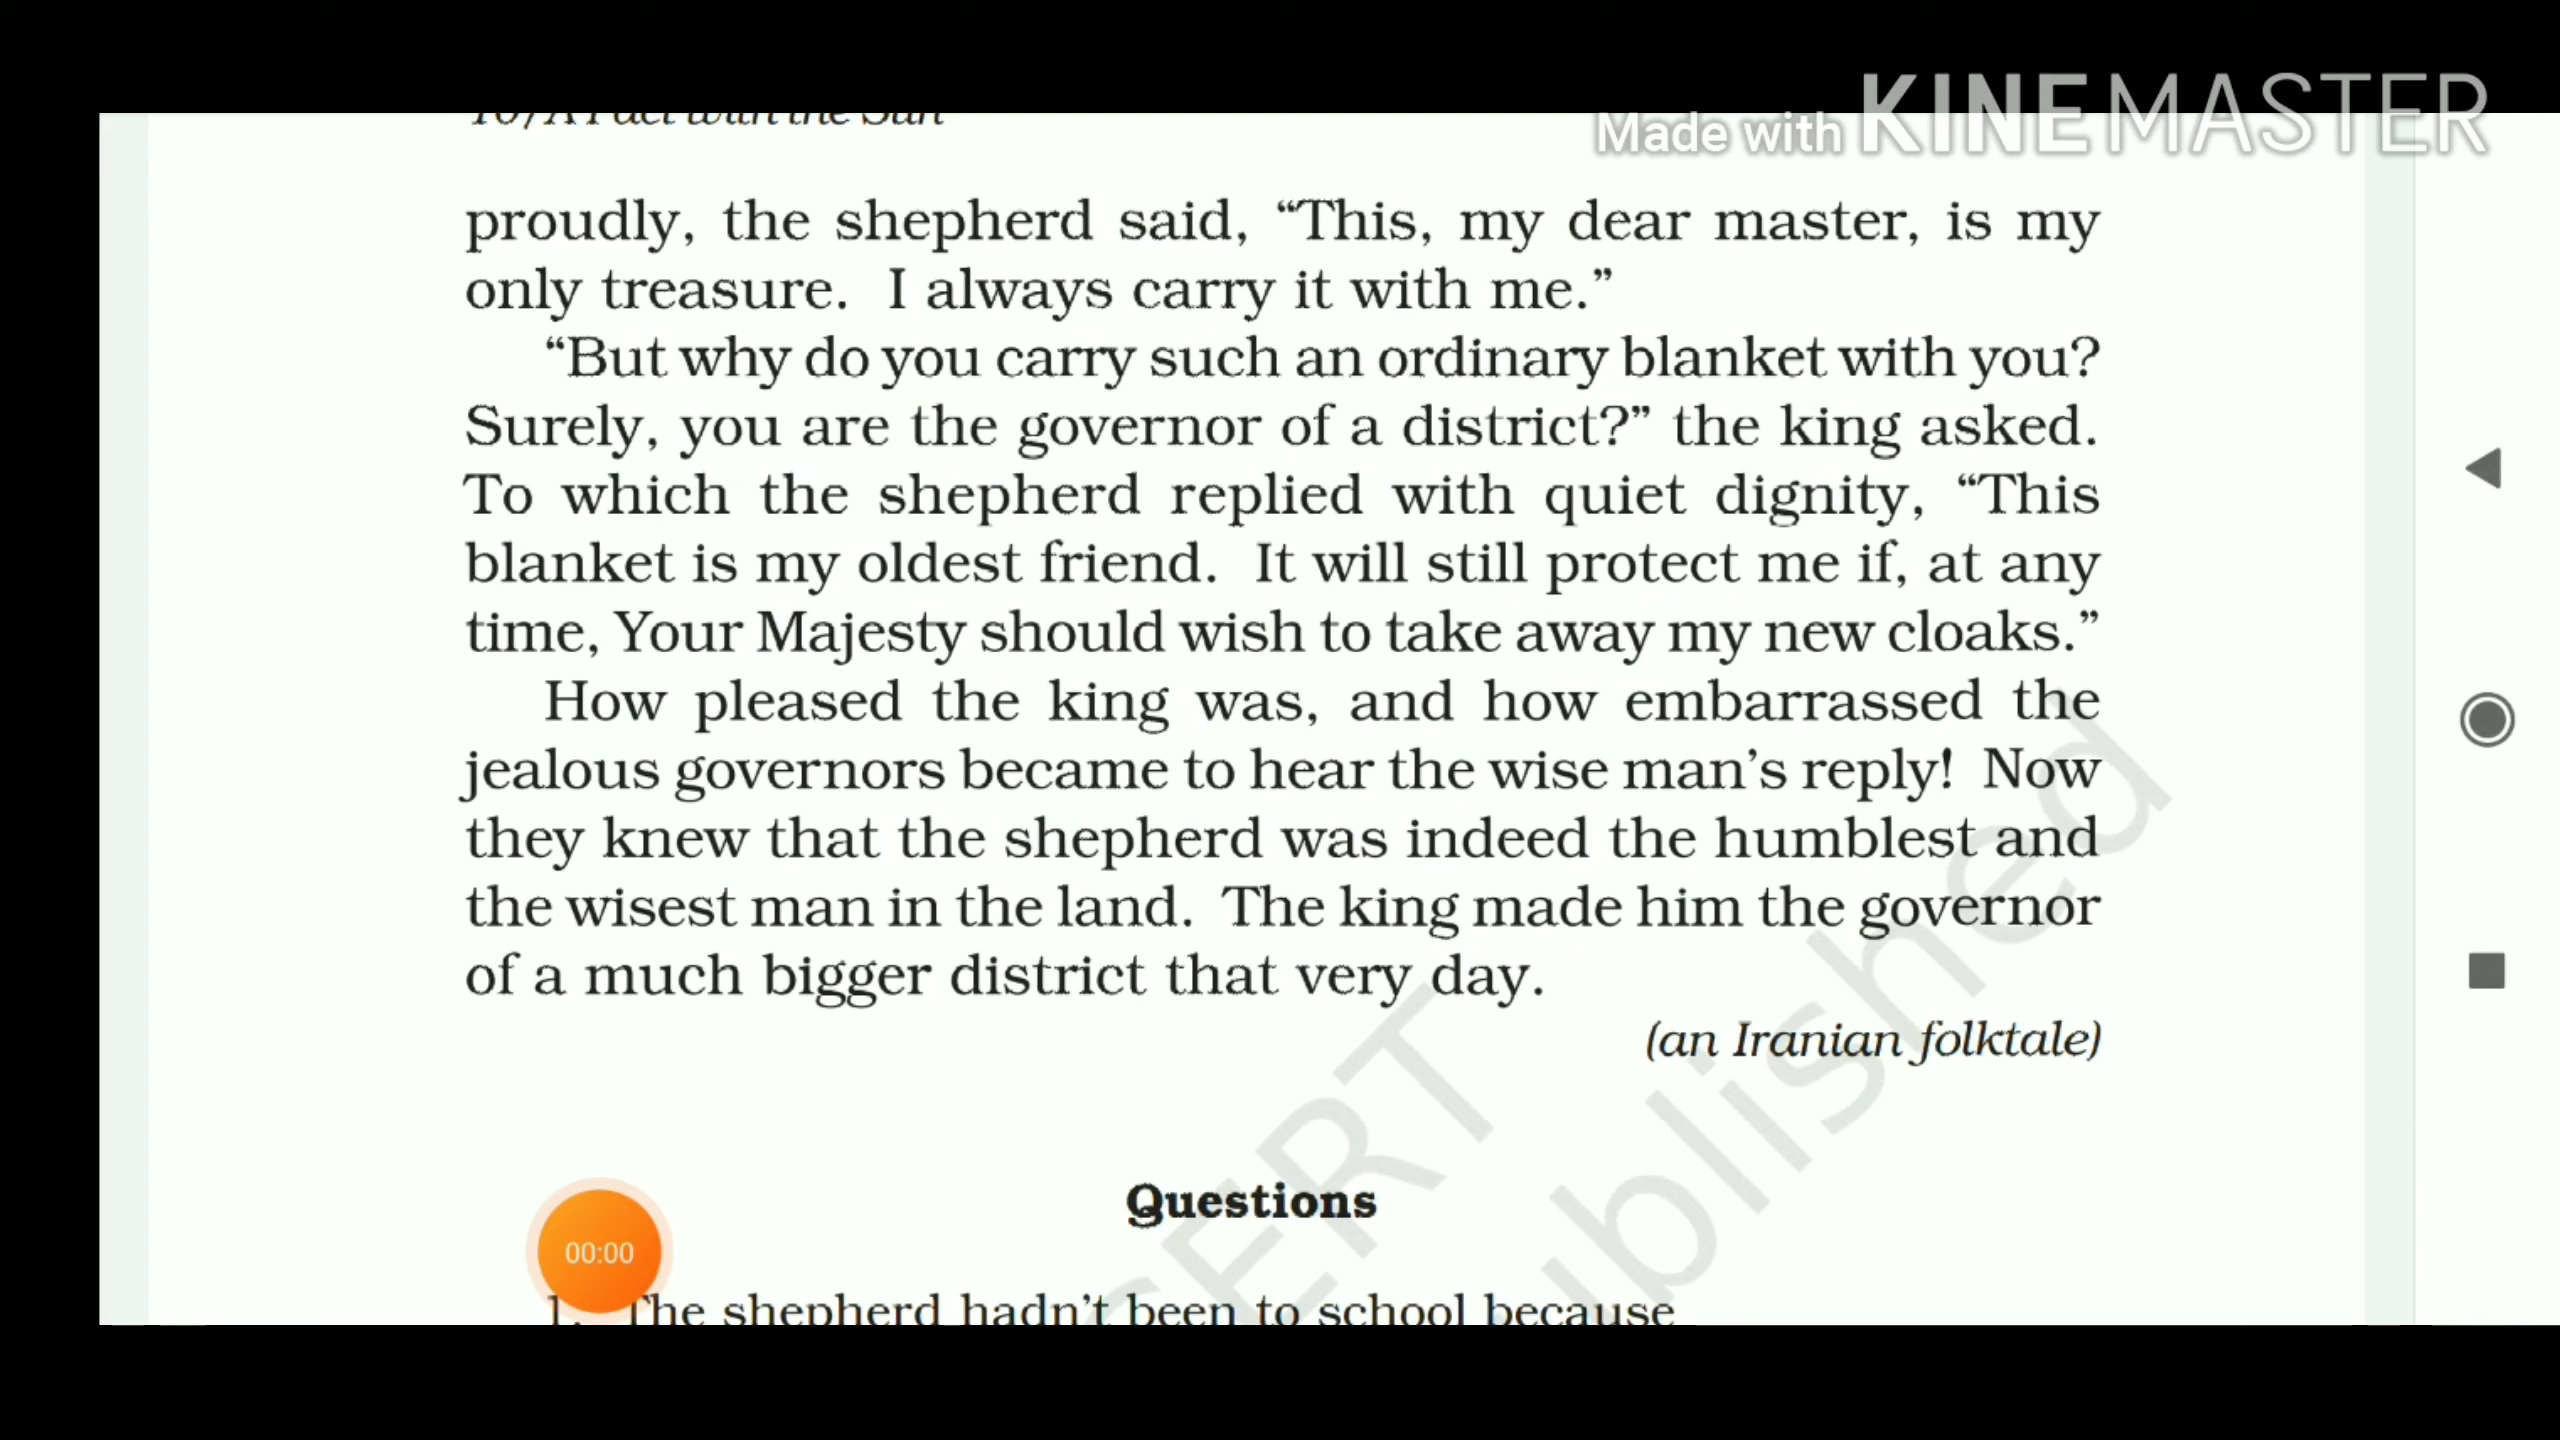 Made with KINEMASTER
proudly, the shepherd said, “This, my dear master, is my
only treasure. I always carry it with me.”
“But why do you carry such an ordinary blanket with you?
Surely, you are the governor of a district?” the king asked.
To which the shepherd replied with quiet dignity, “This
blanket is my oldest friend. It will still protect me if, at any
time, Your Majesty should wish to take away my new cloaks.”
How pleased the king was, and how embarrassed the
jealous governors became to hear the wise man’s reply! Now
they knew that the shepherd was indeed the humblest and
the wisest man in the land. The king made him the governor
of a much bigger district that very day.
(an Iranian folktale)
Questions
00:00
1. The shepherd hadn’t been to school because